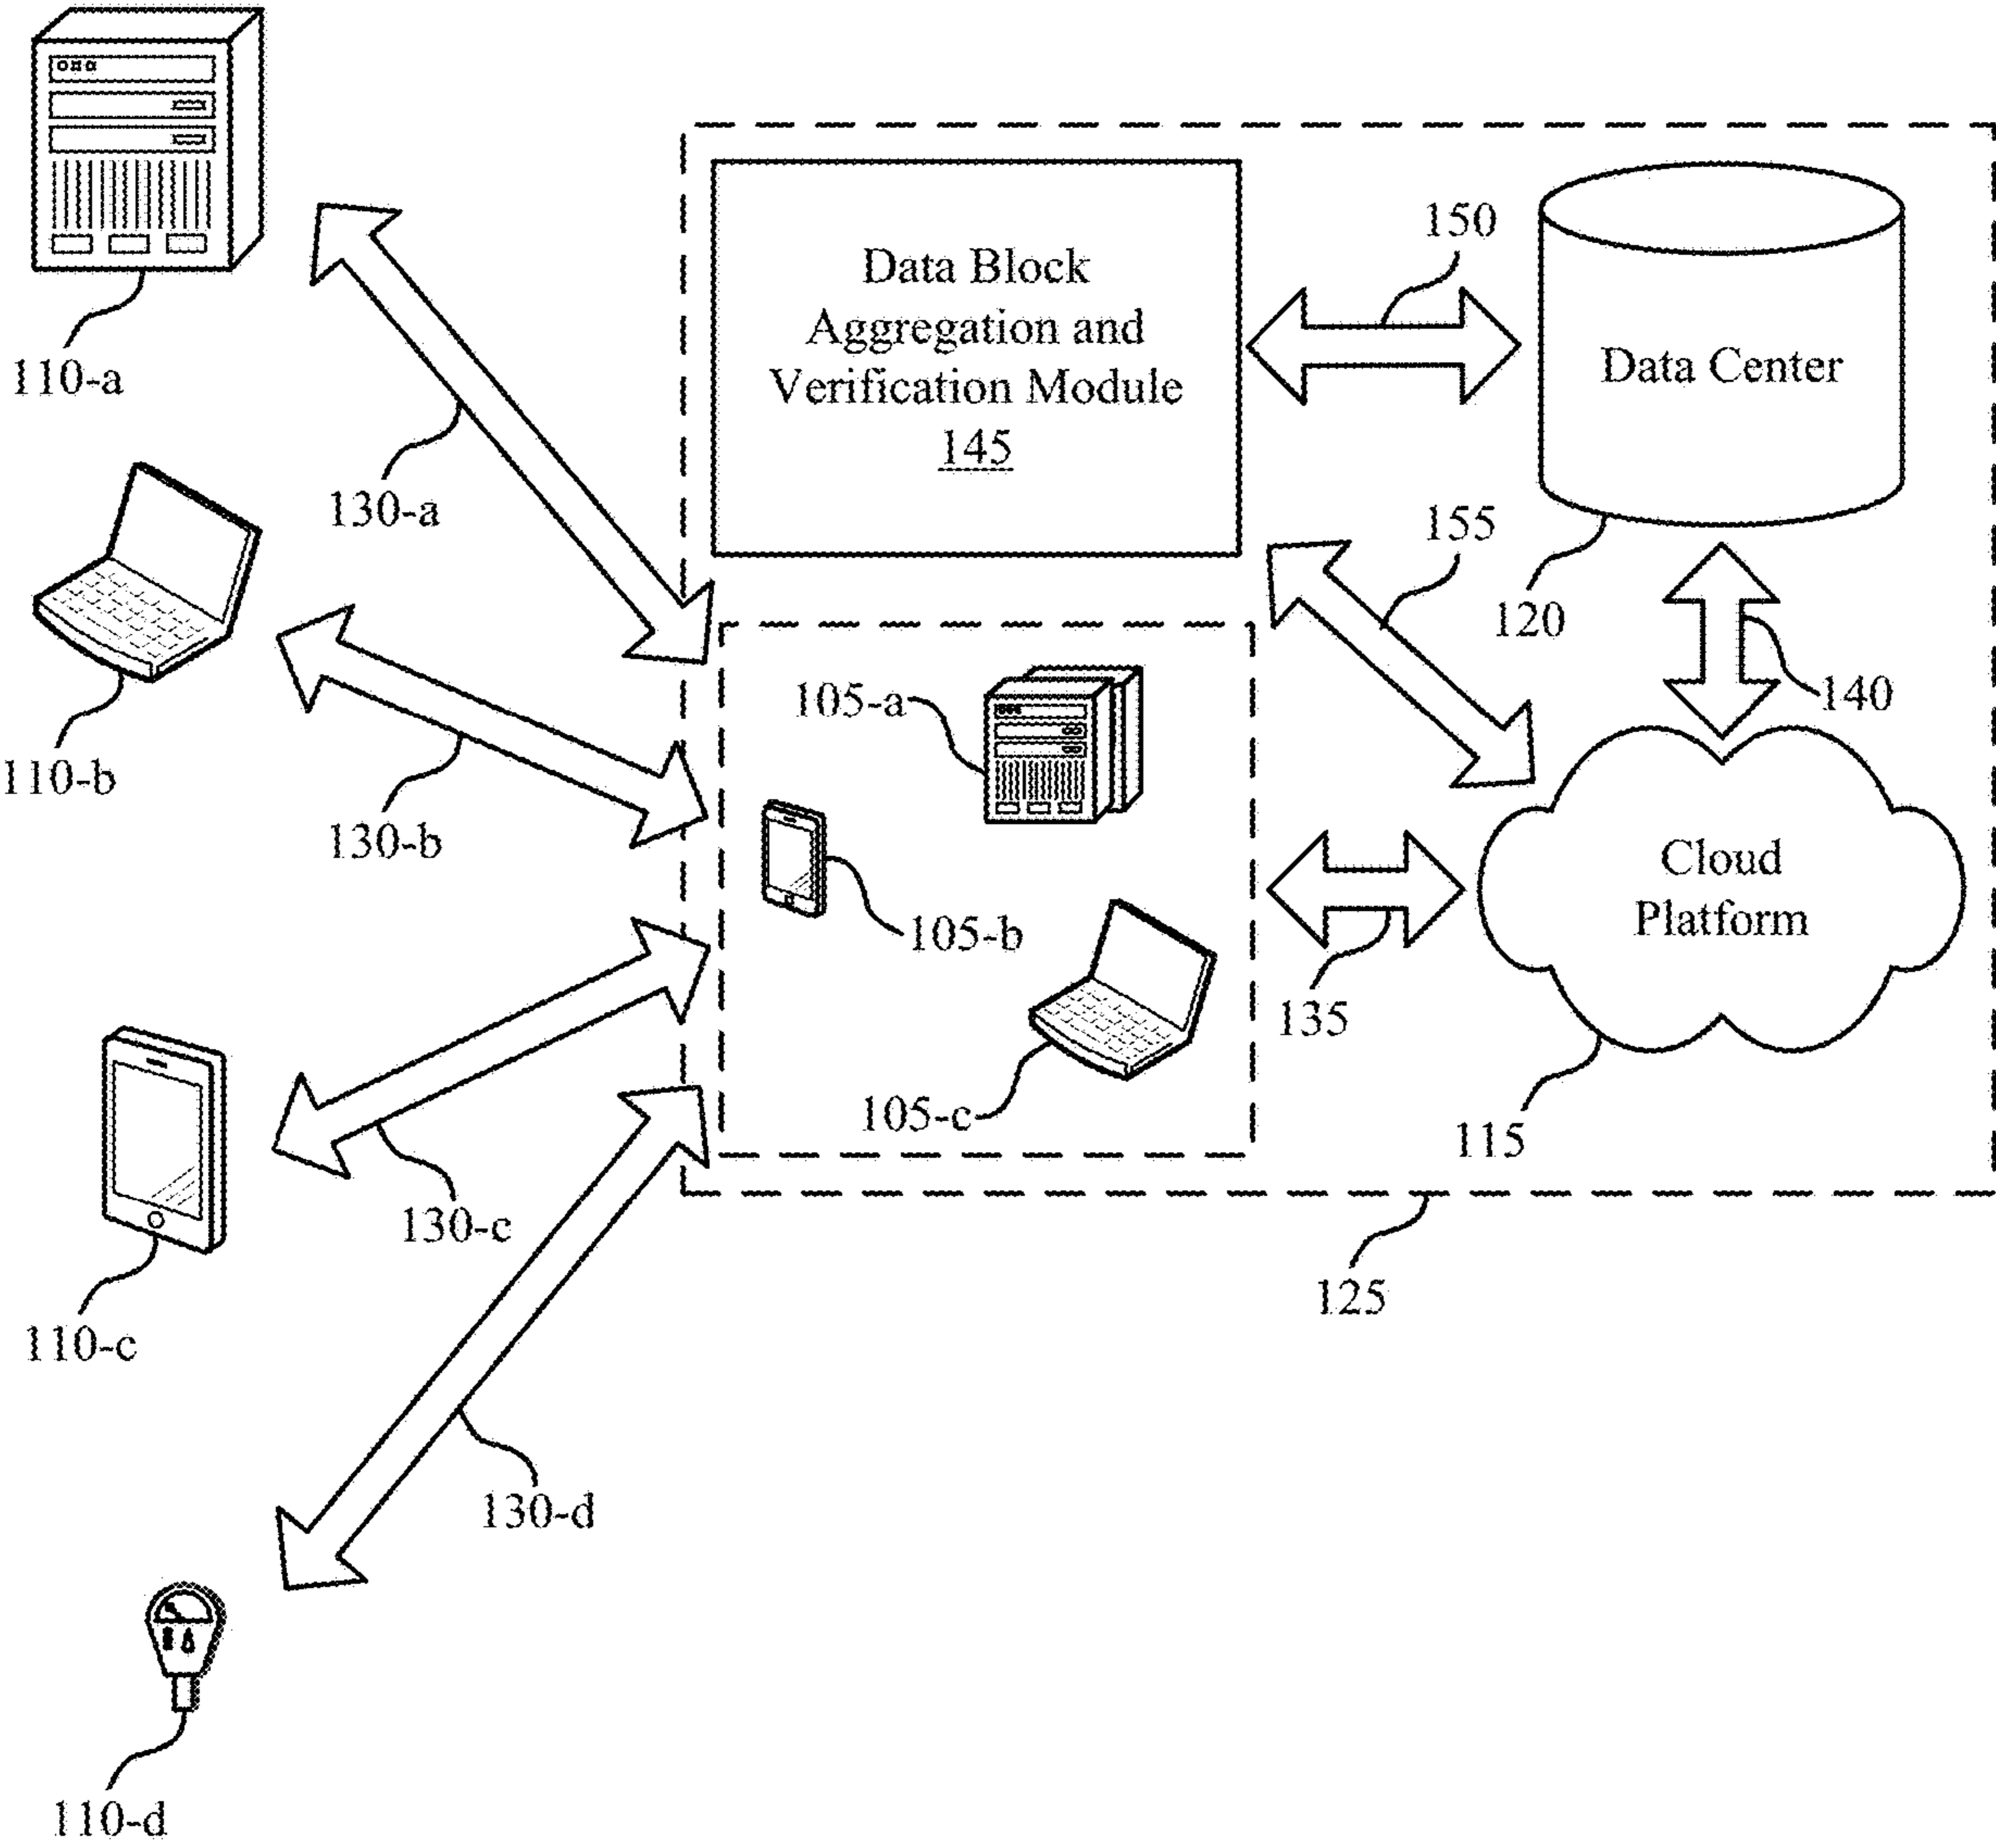 110-a
130-a
110-b
130-b
110-c
130-c
110-d
130-d
Data Block
Aggregation and
Verification Module
145
150
Data Center
120
155
140
105-a
105-b
105-c
135
Cloud
Platform
115
125